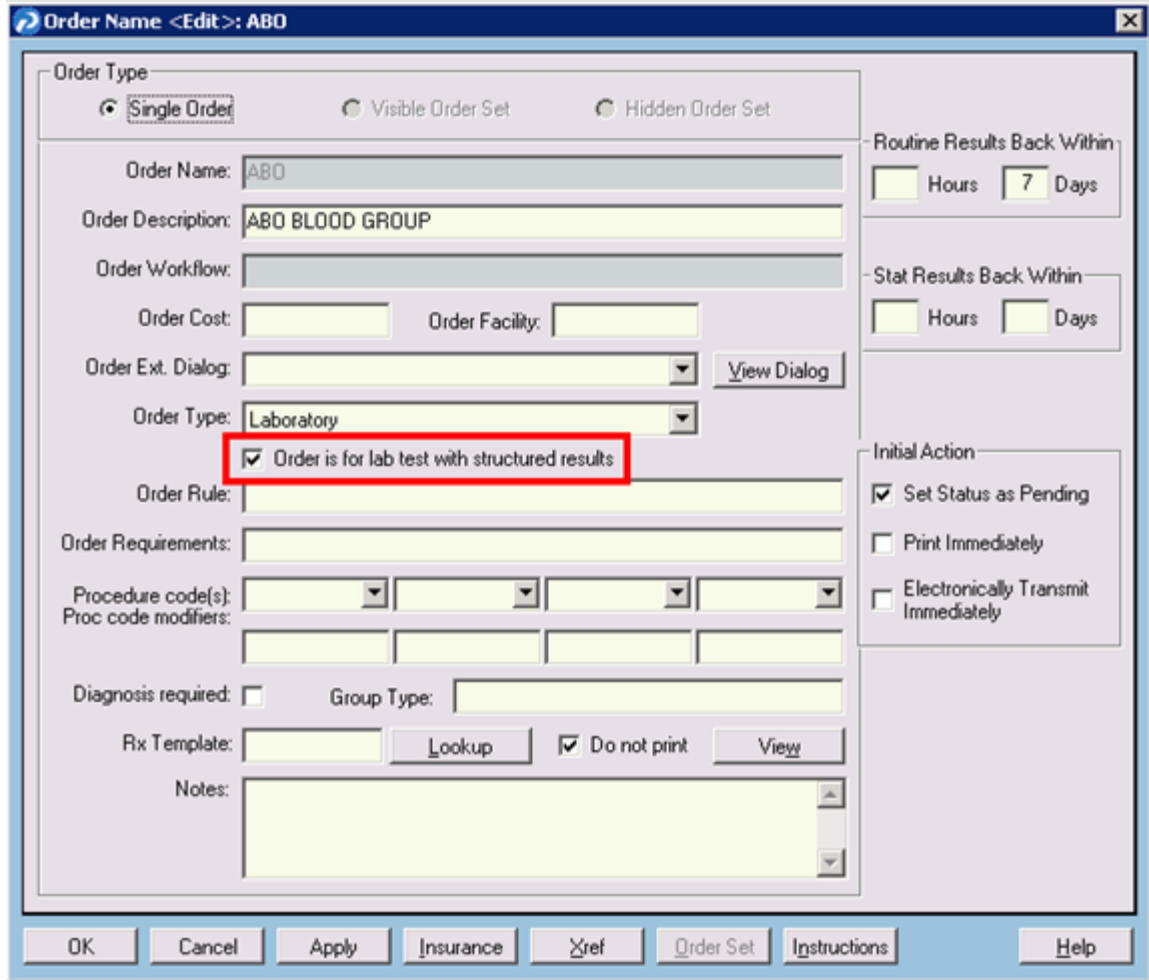 Order Name <Edit>: ABO
Order Type
Single Order Visible Order Set Hidden Order Set
Order Name: ABO
Order Description: ABO BLOOD GROUP
Order Workflow:
Order Cost: Order Facility:
Order Ext. Dialog: View Dialog
Order Type: Laboratory
Order is for lab test with structured results
Order Rule:
Order Requirements:
Procedure code(s):
Proc code modifiers:
Diagnosis required: Group Type:
Rx Template: Lookup Do not print View
Notes:
Routine Results Back Within
Hours 7 Days
Stat Results Back Within
Hours Days
Initial Action
Set Status as Pending
Print Immediately
Electronically Transmit
Immediately
OK Cancel Apply Insurance Xref Order Set Instructions Help